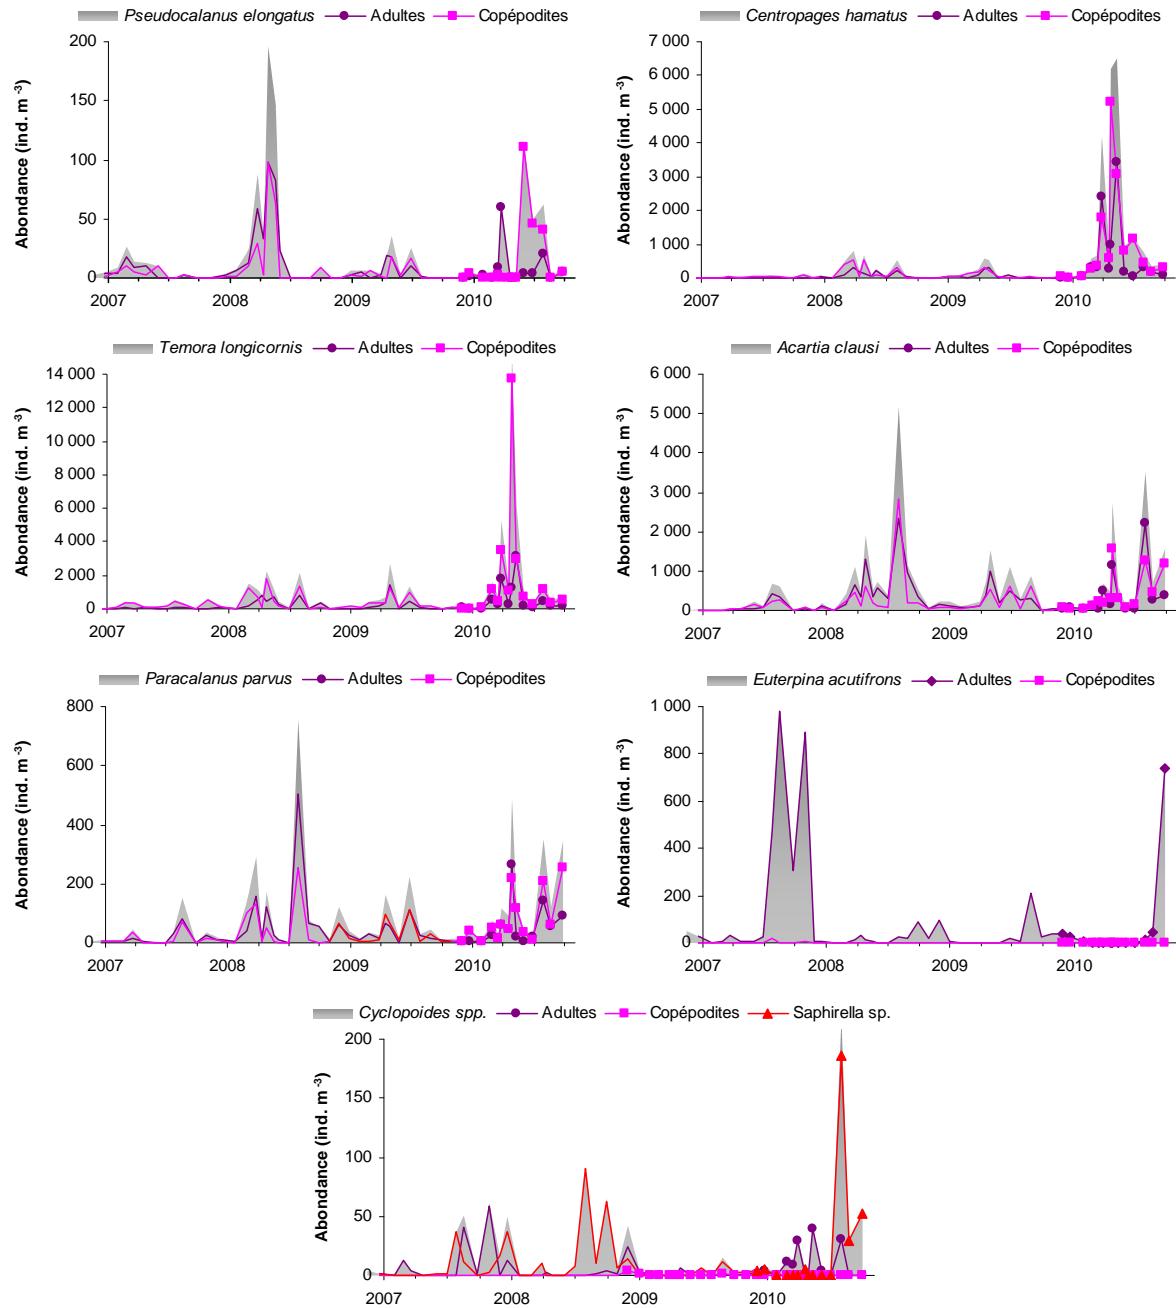 Pseudocalanus elongatus Adultes Copépodites
Abondance (ind. m-3)
200
150
100
50
0
2007 2008 2009 2010
Centropages hamatus Adultes Copépodites
Abondance (ind. m-3)
7 000
6 000
5 000
4 000
3 000
2 000
1 000
0
2007 2008 2009 2010
Temora longicornis Adultes Copépodites
Abondance (ind. m-3)
14 000
12 000
10 000
8 000
6 000
4 000
2 000
0
2007 2008 2009 2010
Acartia clausi Adultes Copépodites
Abondance (ind. m-3)
6 000
5 000
4 000
3 000
2 000
1 000
0
2007 2008 2009 2010
Paracalanus parvus Adultes Copépodites
Abondance (ind. m-3)
800
600
400
200
0
2007 2008 2009 2010
Euterpina acutifrons Adultes Copépodites
Abondance (ind. m-3)
1 000
800
600
400
200
0
2007 2008 2009 2010
Cyclopoides spp. Adultes Copépodites Saphirella sp.
Abondance (ind. m-3)
200
150
100
50
0
2007 2008 2009 2010